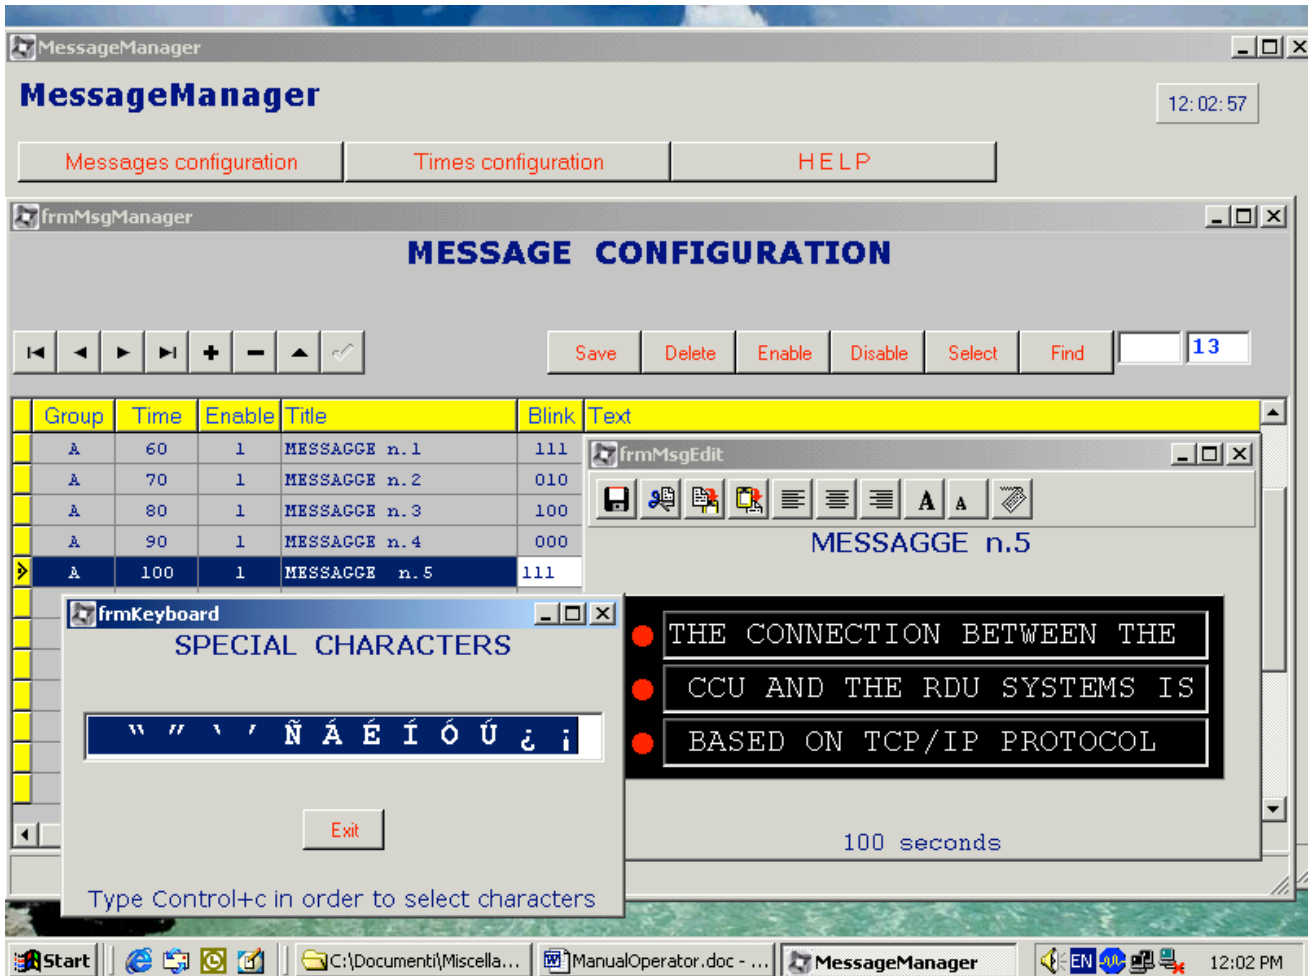 MessageManager
MessageManager
12:02:57
Messages configuration Times configuration HELP
frmMsgManager
MESSAGE CONFIGURATION
Save Delete Enable Disable Select Find 13
Group Time Enable Title Blink Text
A 60 1 MESSAGGE n.1 111
A 70 1 MESSAGGE n.2 010
A 80 1 MESSAGGE n.3 100
A 90 1 MESSAGGE n.4 000
A 100 1 MESSAGGE n.5 111
frmMsgEdit
A A
MESSAGGE n.5
THE CONNECTION BETWEEN THE
CCU AND THE RDU SYSTEMS IS
BASED ON TCP/IP PROTOCOL
100 seconds
frmKeyboard
SPECIAL CHARACTERS
“ ” ‘ ’ Ñ Á É Í Ó Ú ¿ ¡
Exit
Type Control+c in order to select characters
Start C:\Documenti\Miscella... ManualOperator.doc - ... MessageManager EN 12:02 PM